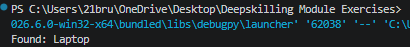 PS C:\Users\21bru\OneDrive\Desktop\Deepskilling Module Exercises>
026.6.0-win32-x64\bundled\libs\debugpy\launcher' '62038' '--' 'C:\
Found: Laptop